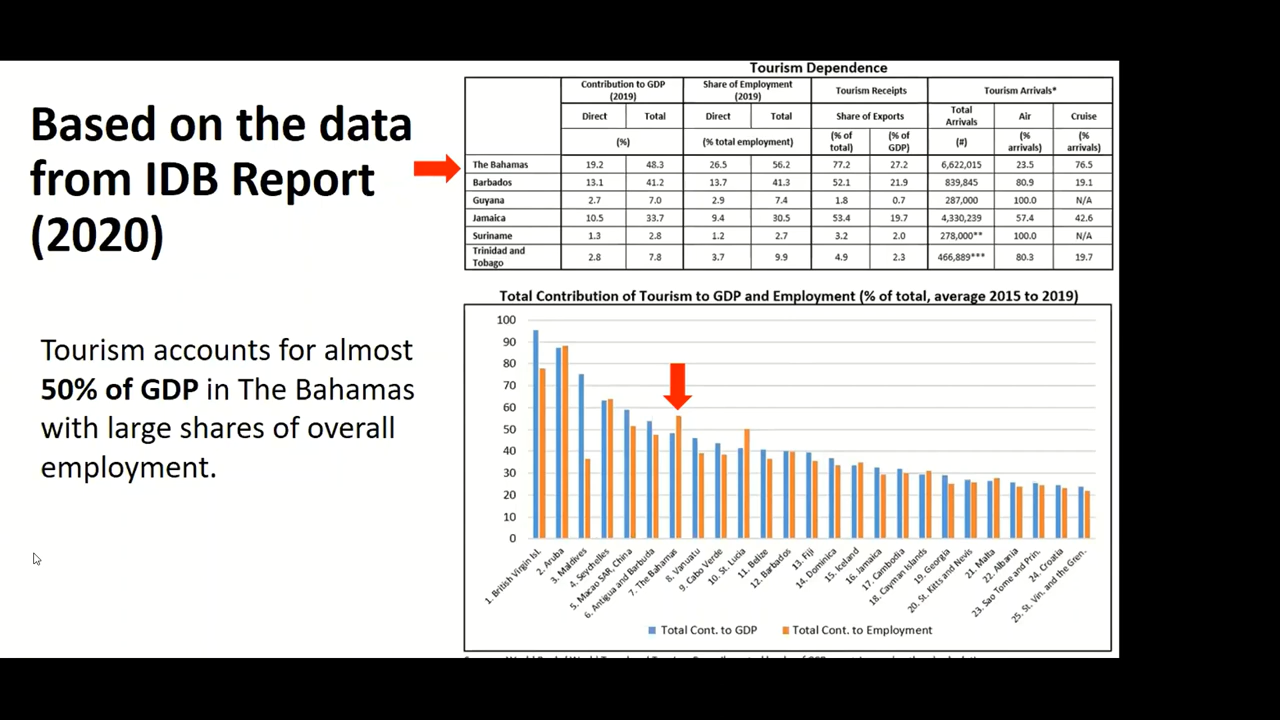 Based on the data
from IDB Report
(2020)
Tourism accounts for almost
50% of GDP in The Bahamas
with large shares of overall
employment.
Tourism Dependence
Contribution to GDP (2019) Share of Employment (2019) Tourism Receipts Tourism Arrivals*
Direct Total Direct Total Share of Exports Total Arrivals Air Cruise
(%) (% total employment) (% of total) (% of GDP) (#) (% arrivals) (% arrivals)
The Bahamas 19.2 48.3 26.5 56.2 77.2 27.2 6,622,015 23.5 76.5
Barbados 13.1 41.2 13.7 41.3 52.1 21.9 839,845 80.9 19.1
Guyana 2.7 7.0 2.9 7.4 1.8 0.7 287,000 100.0 N/A
Jamaica 10.5 33.7 9.4 30.5 53.4 19.7 4,330,239 57.4 42.6
Suriname 1.3 2.8 1.2 2.7 3.2 2.0 278,000** 100.0 N/A
Trinidad and Tobago 2.8 7.8 3.7 9.9 4.9 2.3 466,889*** 80.3 19.7
Total Contribution of Tourism to GDP and Employment (% of total, average 2015 to 2019)
100
90
80
70
60
50
40
30
20
10
0
1. British Virgin Isl.
2. Aruba
3. Maldives
4. Seychelles
5. Macao SAR, China
6. Antigua and Barbuda
7. The Bahamas
8. Vanuatu
9. Cabo Verde
10. St. Lucia
11. Belize
12. Barbados
13. Fiji
14. Dominica
15. Iceland
16. Jamaica
17. Cambodia
18. Cayman Islands
19. Georgia
20. St. Kitts and Nevis
21. Malta
22. Albania
23. Sao Tome and Prin.
24. Croatia
25. St. Vin. and the Gren.
Total Cont. to GDP Total Cont. to Employment